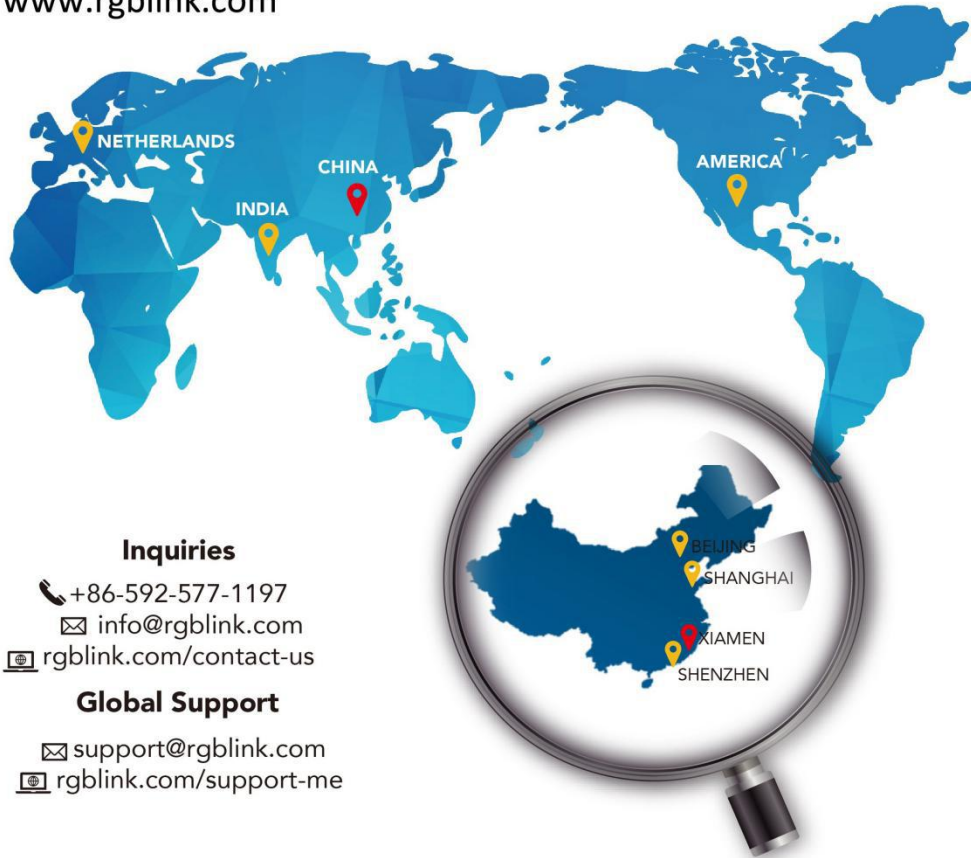 www.rgblink.com
NETHERLANDS
CHINA
INDIA
AMERICA
BEIJING
SHANGHAI
XIAMEN
SHENZHEN
Inquiries
+86-592-577-1197
info@rgblink.com
rgblink.com/contact-us
Global Support
support@rgblink.com
rgblink.com/support-me